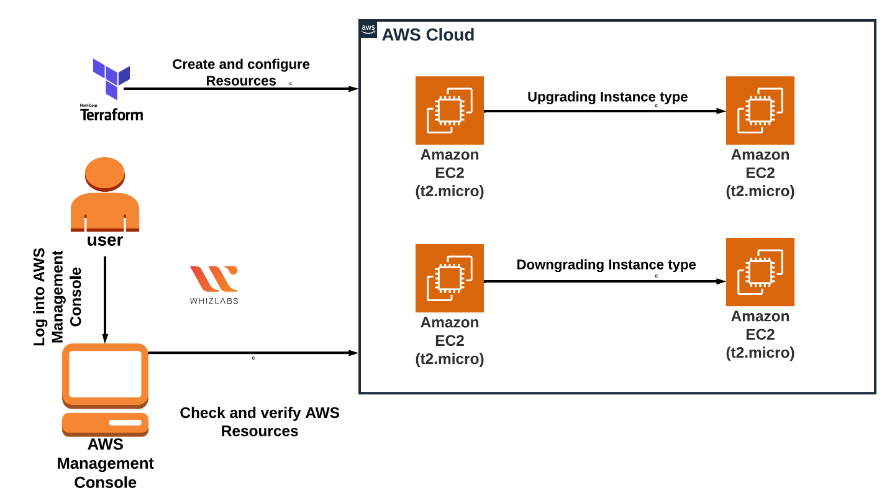 aws
AWS Cloud
Create and configure
Resources
HashiCorp
Terraform
Upgrading Instance type
Amazon
EC2
(t2.micro)
Amazon
EC2
(t2.micro)
user
Log into AWS
Management
Console
WHIZLABS
Downgrading Instance type
Amazon
EC2
(t2.micro)
Amazon
EC2
(t2.micro)
Check and verify AWS
Resources
AWS
Management
Console